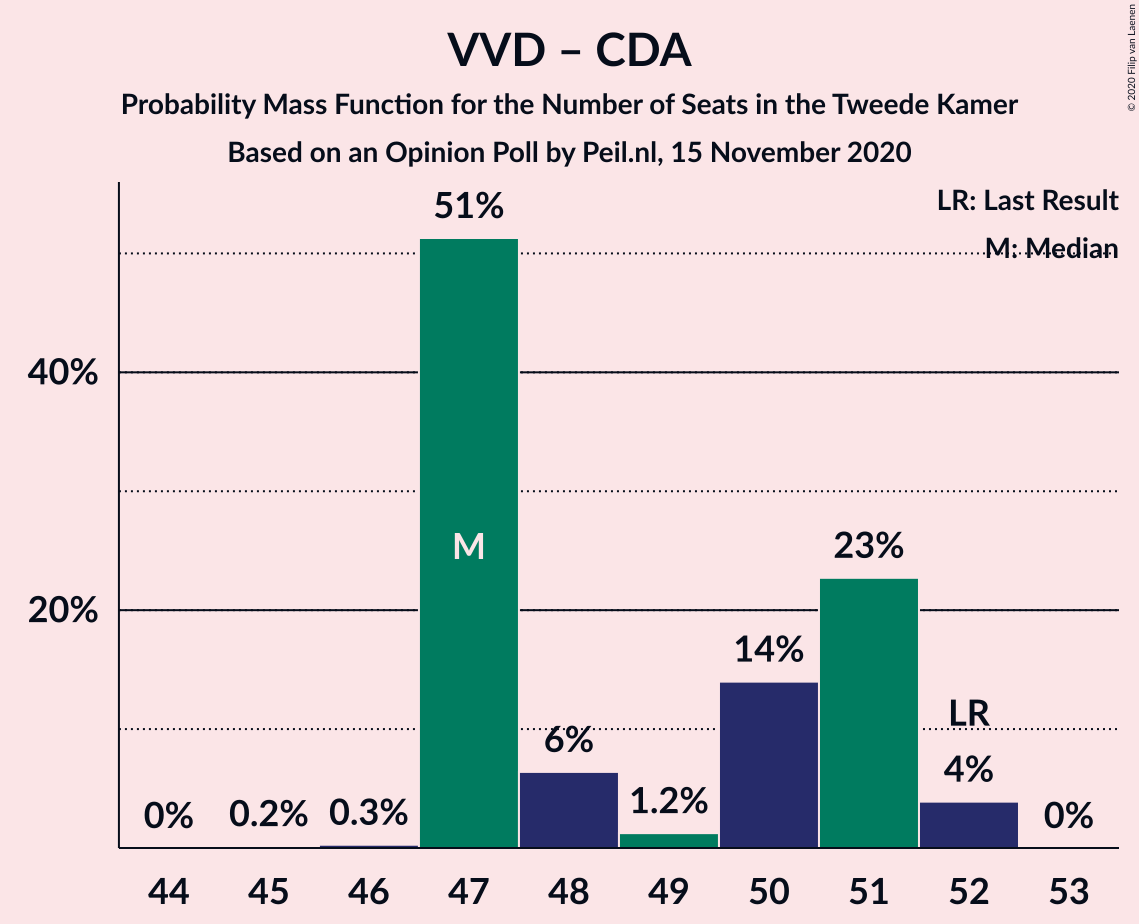 VVD – CDA
Probability Mass Function for the Number of Seats in the Tweede Kamer
Based on an Opinion Poll by Peil.nl, 15 November 2020
© 2020 Filip van Laenen
LR: Last Result
M: Median
40%
20%
0%
0.2%
0.3%
51%
M
6%
1.2%
14%
23%
LR
4%
0%
44 45 46 47 48 49 50 51 52 53